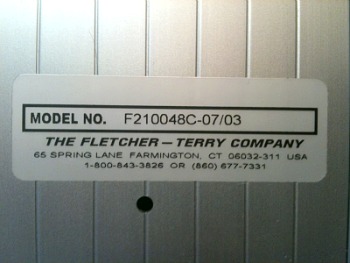 MODEL NO. F210048C-07/03
THE FLETCHER – TERRY COMPANY
65 SPRING LANE FARMINGTON, CT 06032-311 USA
1-800-843-3826 OR (860) 677-7331